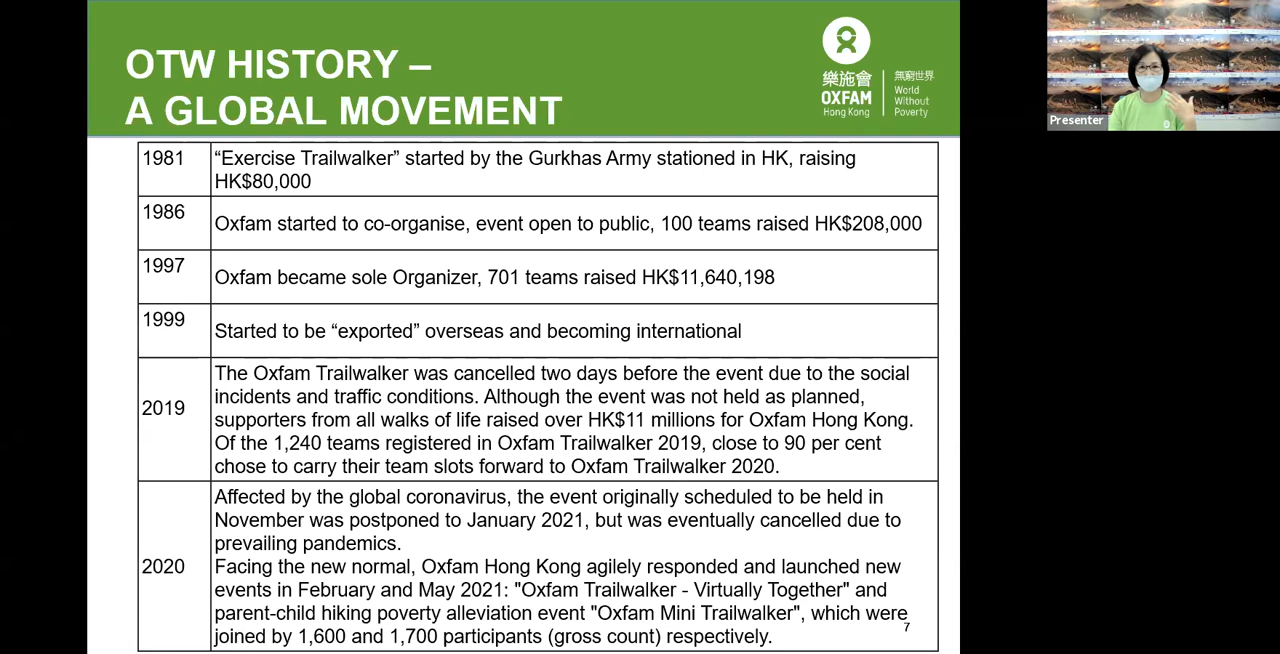 OTW HISTORY –
A GLOBAL MOVEMENT
樂施會
OXFAM
Hong Kong
無窮世界
World
Without
Poverty
Presenter
1981
“Exercise Trailwalker” started by the Gurkhas Army stationed in HK, raising
HK$80,000
1986
Oxfam started to co-organise, event open to public, 100 teams raised HK$208,000
1997
Oxfam became sole Organizer, 701 teams raised HK$11,640,198
1999
Started to be “exported” overseas and becoming international
2019
The Oxfam Trailwalker was cancelled two days before the event due to the social
incidents and traffic conditions. Although the event was not held as planned,
supporters from all walks of life raised over HK$11 millions for Oxfam Hong Kong.
Of the 1,240 teams registered in Oxfam Trailwalker 2019, close to 90 per cent
chose to carry their team slots forward to Oxfam Trailwalker 2020.
2020
Affected by the global coronavirus, the event originally scheduled to be held in
November was postponed to January 2021, but was eventually cancelled due to
prevailing pandemics.
Facing the new normal, Oxfam Hong Kong agilely responded and launched new
events in February and May 2021: "Oxfam Trailwalker - Virtually Together" and
parent-child hiking poverty alleviation event "Oxfam Mini Trailwalker", which were
joined by 1,600 and 1,700 participants (gross count) respectively.
7